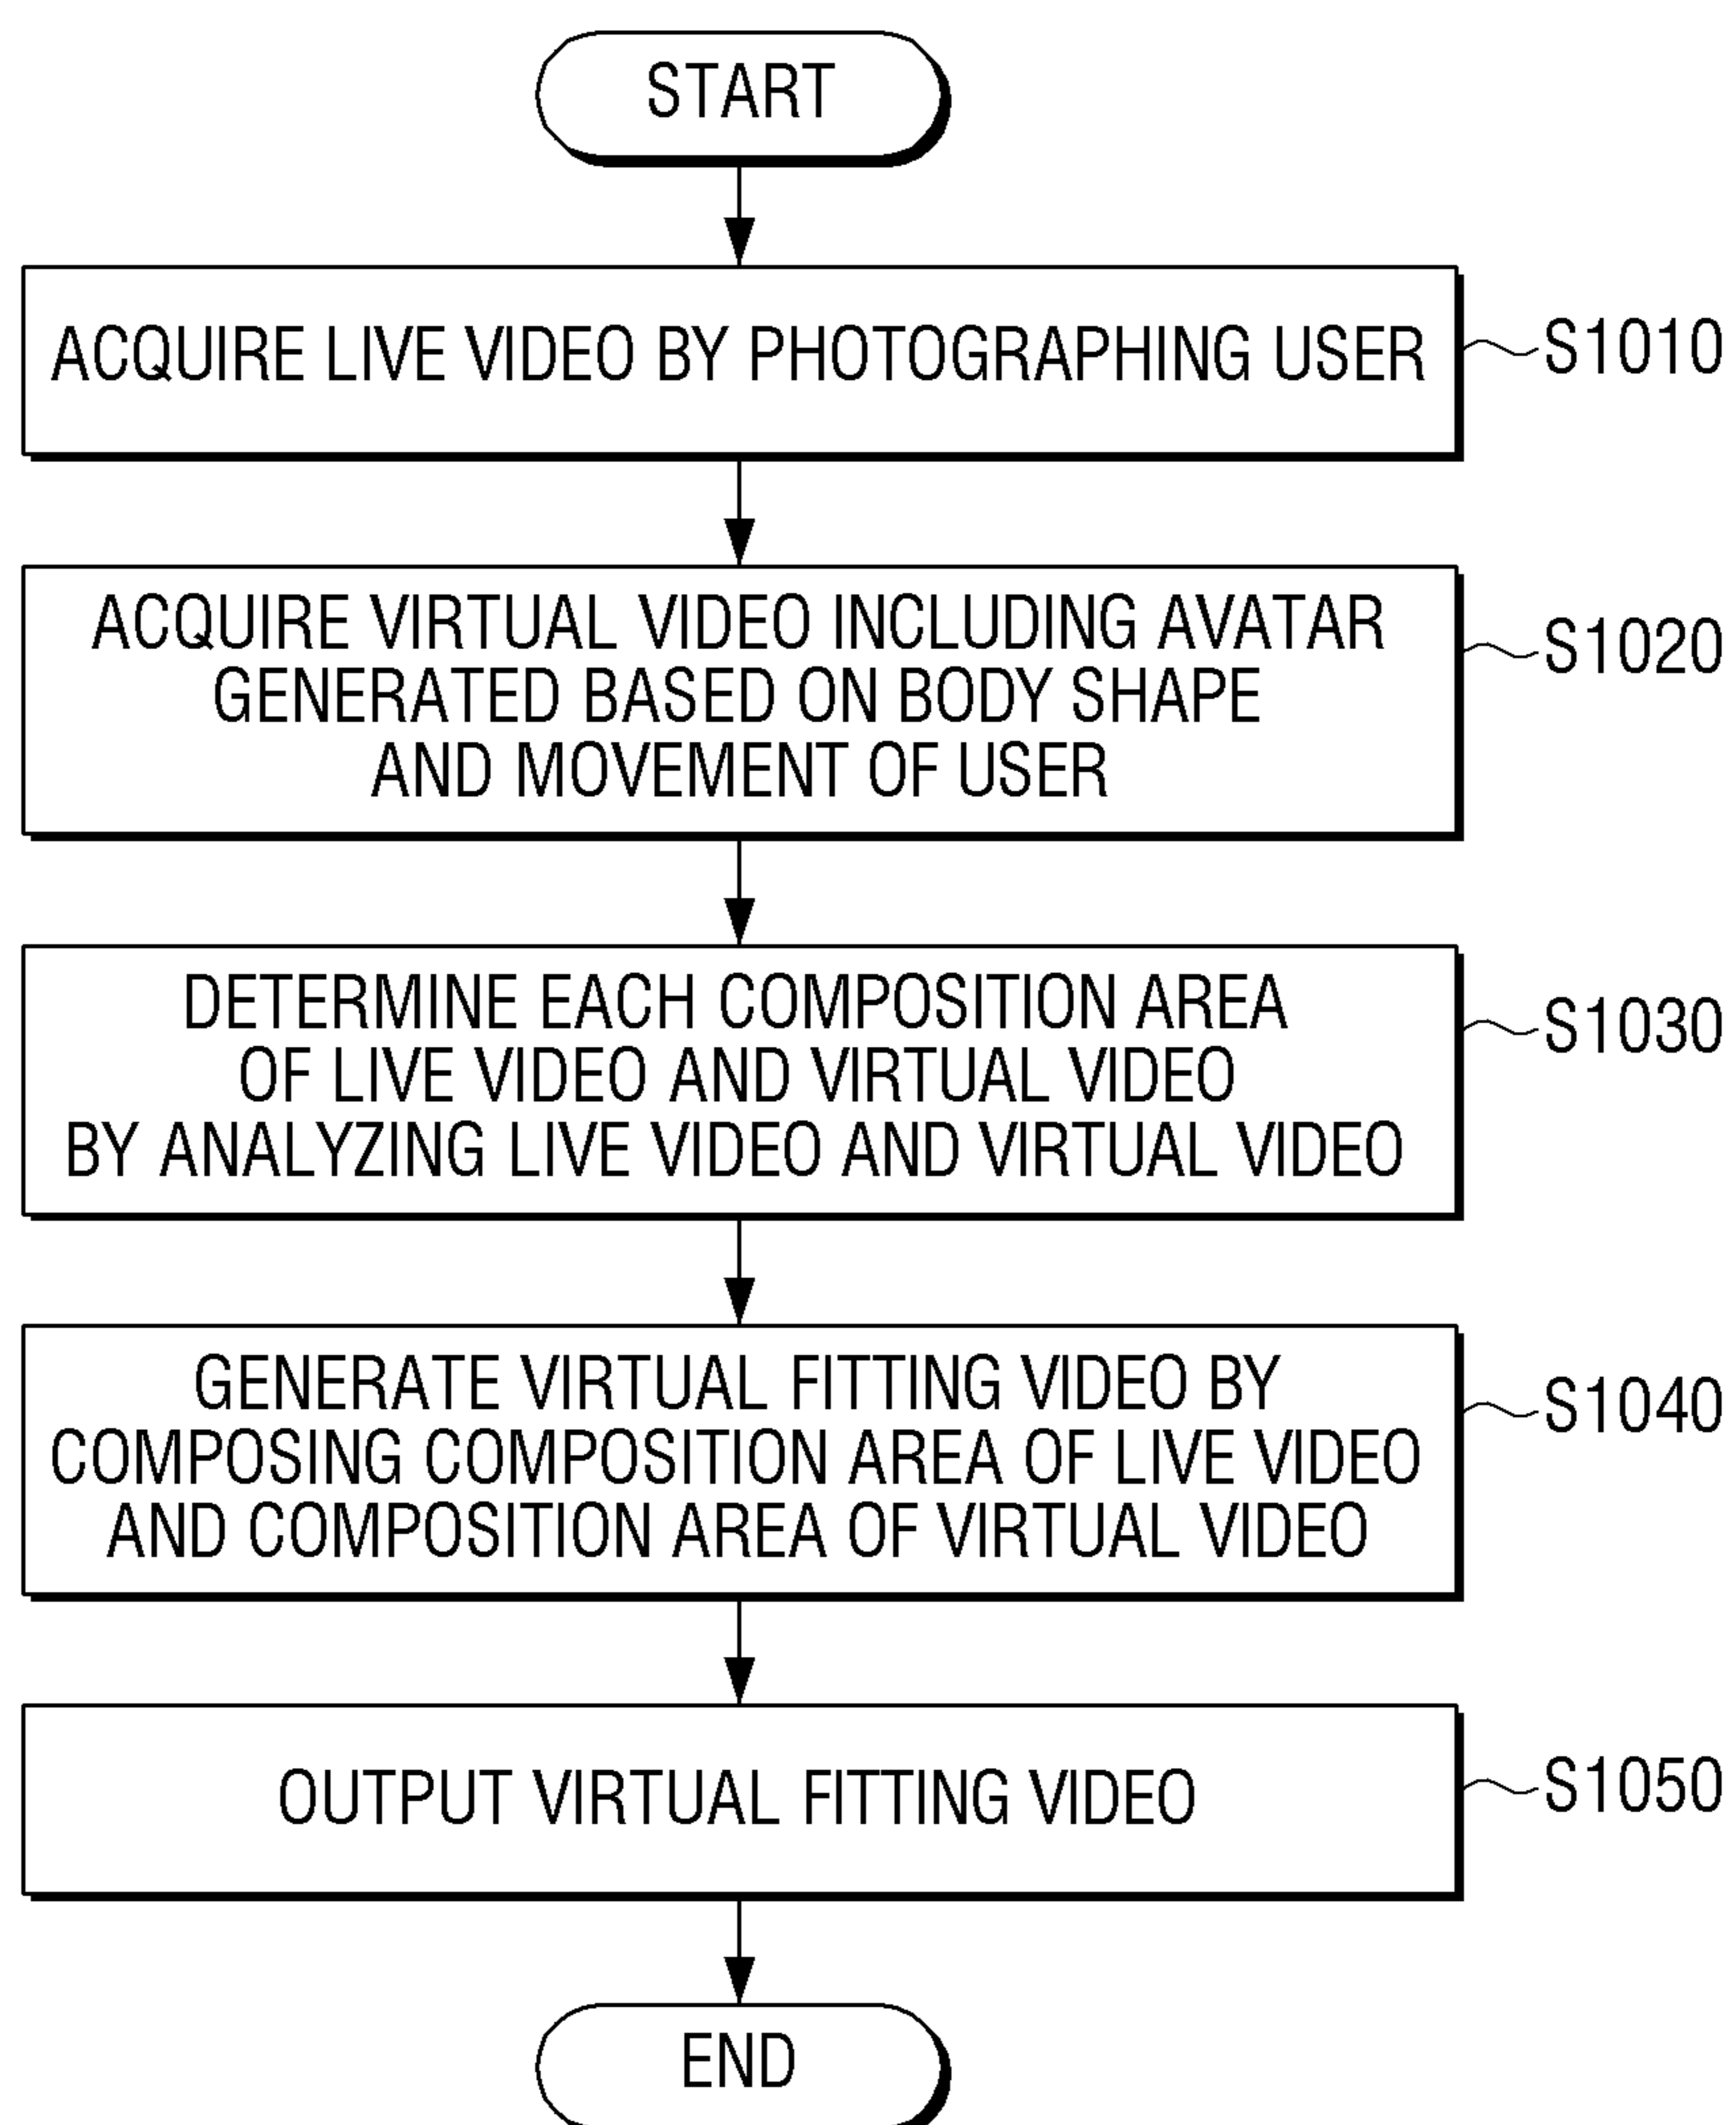 START
ACQUIRE LIVE VIDEO BY PHOTOGRAPHING USER
S1010
ACQUIRE VIRTUAL VIDEO INCLUDING AVATAR
GENERATED BASED ON BODY SHAPE
AND MOVEMENT OF USER
S1020
DETERMINE EACH COMPOSITION AREA
OF LIVE VIDEO AND VIRTUAL VIDEO
BY ANALYZING LIVE VIDEO AND VIRTUAL VIDEO
S1030
GENERATE VIRTUAL FITTING VIDEO BY
COMPOSING COMPOSITION AREA OF LIVE VIDEO
AND COMPOSITION AREA OF VIRTUAL VIDEO
S1040
OUTPUT VIRTUAL FITTING VIDEO
S1050
END